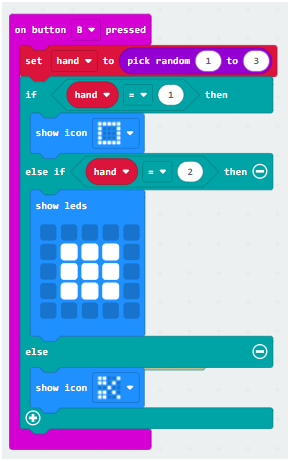 on button B pressed
set hand to pick random 1 to 3
if hand = 1 then
show icon
else if hand = 2 then
show leds
else
show icon